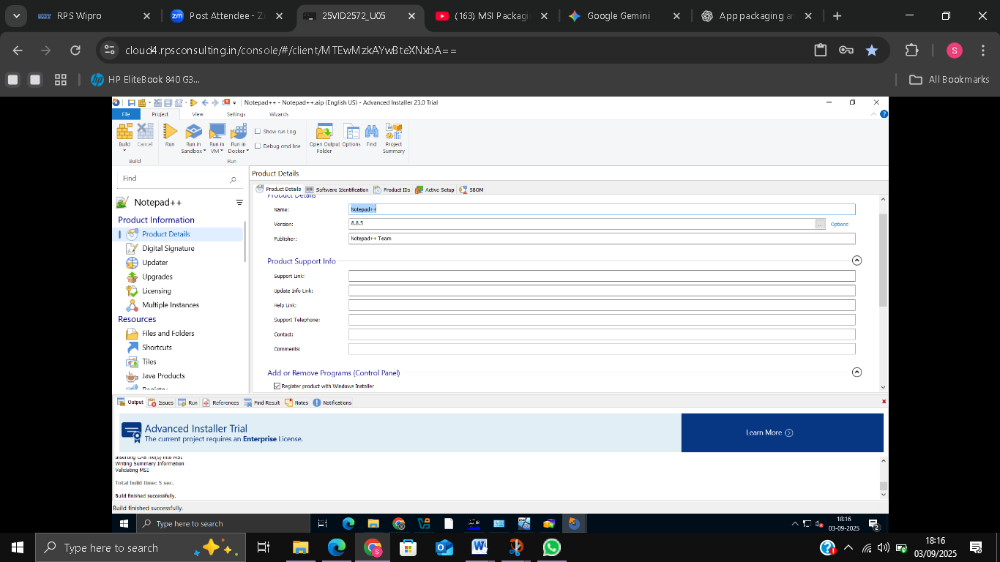 RPS Wipro
Post Attendee - Z
25VID2572_U05
(163) MSI Packagi
Google Gemini
App packaging an
cloud4.rpsconsulting.in/console/#/client/MTEwMzkAYwBteXNxbA==
S
HP EliteBook 840 G3...
All Bookmarks
Notepad++ - Notepad++.aip (English US) - Advanced Installer 23.0 Trial
File
Project
View
Settings
Wizards
Build
Cancel
Run
Run in Sandbox
Run in VM
Run in Docker
Show run Log
Debug cmd line
Open Output Folder
Options
Find
Project Summary
Build
Run
Find
Product Details
Product Details
Software Identification
Product IDs
Active Setup
SBOM
Notepad++
Product Information
Product Details
Digital Signature
Updater
Upgrades
Licensing
Multiple Instances
Resources
Files and Folders
Shortcuts
Tiles
Java Products
Registry
Product Details
Name: Notepad++
Version: 8.8.5 ... Options
Publisher: Notepad++ Team
Product Support Info
Support Link:
Update Info Link:
Help Link:
Support Telephone:
Contact:
Comments:
Add or Remove Programs (Control Panel)
Register product with Windows Installer
Output
Issues
Run
References
Find Result
Notes
Notifications
Advanced Installer Trial
The current project requires an Enterprise License.
Learn More
Inserting CAB file(s) into MSI
Writing Summary Information
Validating MSI
Total build time: 5 sec.
Build finished successfully.
Build finished successfully.
Type here to search
18:16
03-09-2025
2
Type here to search
18:16
03/09/2025